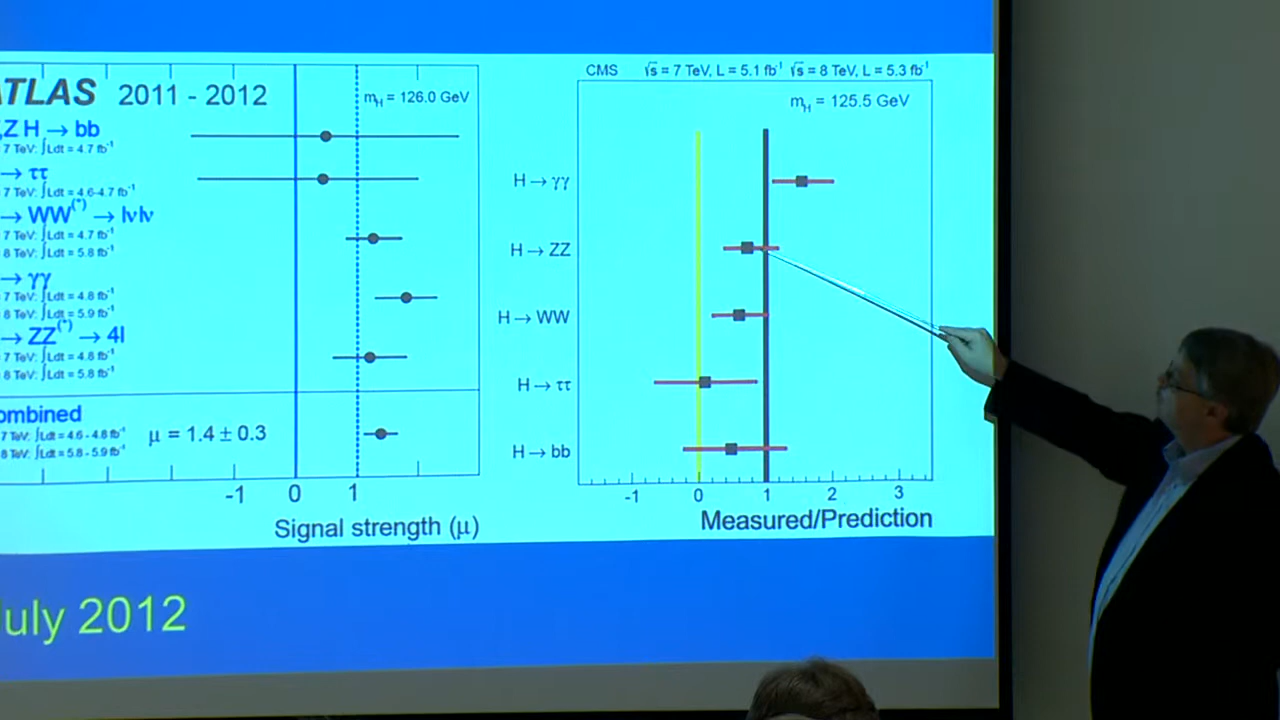 ATLAS 2011 - 2012
m_H = 126.0 GeV
,Z H → bb
7 TeV: ∫Ldt = 4.7 fb⁻¹
→ ττ
7 TeV: ∫Ldt = 4.6-4.7 fb⁻¹
→ WW⁽*⁾ → lνlν
7 TeV: ∫Ldt = 4.7 fb⁻¹
8 TeV: ∫Ldt = 5.8 fb⁻¹
→ γγ
7 TeV: ∫Ldt = 4.8 fb⁻¹
8 TeV: ∫Ldt = 5.9 fb⁻¹
→ ZZ⁽*⁾ → 4l
7 TeV: ∫Ldt = 4.8 fb⁻¹
8 TeV: ∫Ldt = 5.8 fb⁻¹
ombined
7 TeV: ∫Ldt = 4.6 - 4.8 fb⁻¹
8 TeV: ∫Ldt = 5.8 - 5.9 fb⁻¹
μ = 1.4 ± 0.3
-1 0 1
Signal strength (μ)
CMS √s = 7 TeV, L = 5.1 fb⁻¹ √s = 8 TeV, L = 5.3 fb⁻¹
m_H = 125.5 GeV
H → γγ
H → ZZ
H → WW
H → ττ
H → bb
-1 0 1 2 3
Measured/Prediction
uly 2012